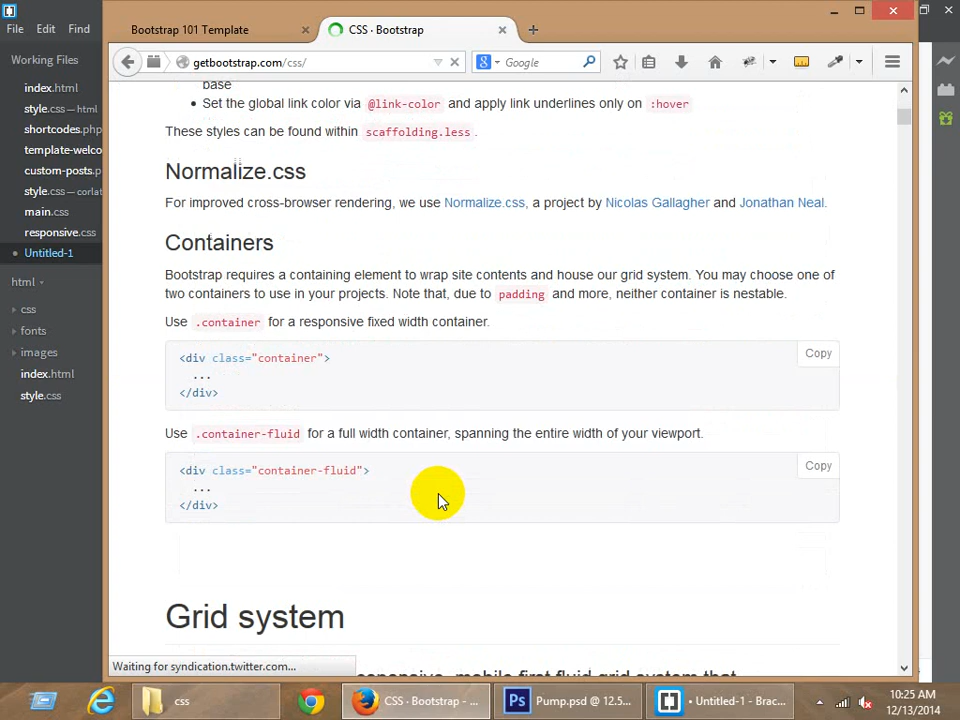 File Edit Find
Bootstrap 101 Template × CSS · Bootstrap ×
getbootstrap.com/css/ Google
Working Files
index.html
style.css — html
shortcodes.php
template-welco
custom-posts.p
style.css — corlat
main.css
responsive.css
Untitled-1
html
css
fonts
images
index.html
style.css
base
Set the global link color via @link-color and apply link underlines only on :hover
These styles can be found within scaffolding.less.
Normalize.css
For improved cross-browser rendering, we use Normalize.css, a project by Nicolas Gallagher and Jonathan Neal.
Containers
Bootstrap requires a containing element to wrap site contents and house our grid system. You may choose one of
two containers to use in your projects. Note that, due to padding and more, neither container is nestable.
Use .container for a responsive fixed width container.
Copy
<div class="container">
...
</div>
Use .container-fluid for a full width container, spanning the entire width of your viewport.
Copy
<div class="container-fluid">
...
</div>
Grid system
responsive, mobile first fluid grid system that
Waiting for syndication.twitter.com...
css CSS · Bootstrap - ... Ps Pump.psd @ 12.5... • Untitled-1 - Brac...
10:25 AM
12/13/2014